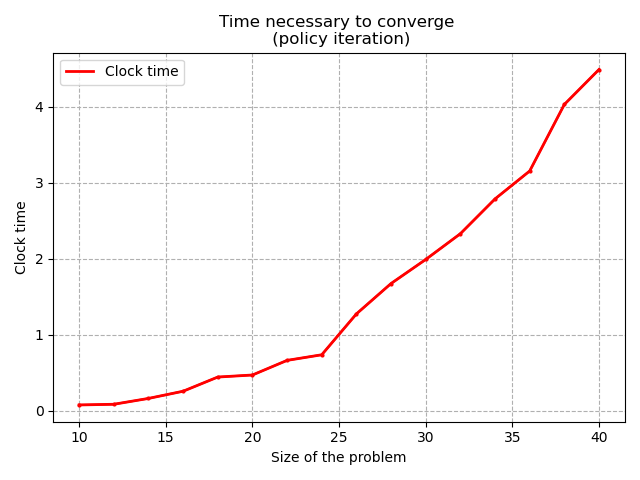 Time necessary to converge
(policy iteration)
Clock time
4
3
2
1
0
Clock time
10 15 20 25 30 35 40
Size of the problem